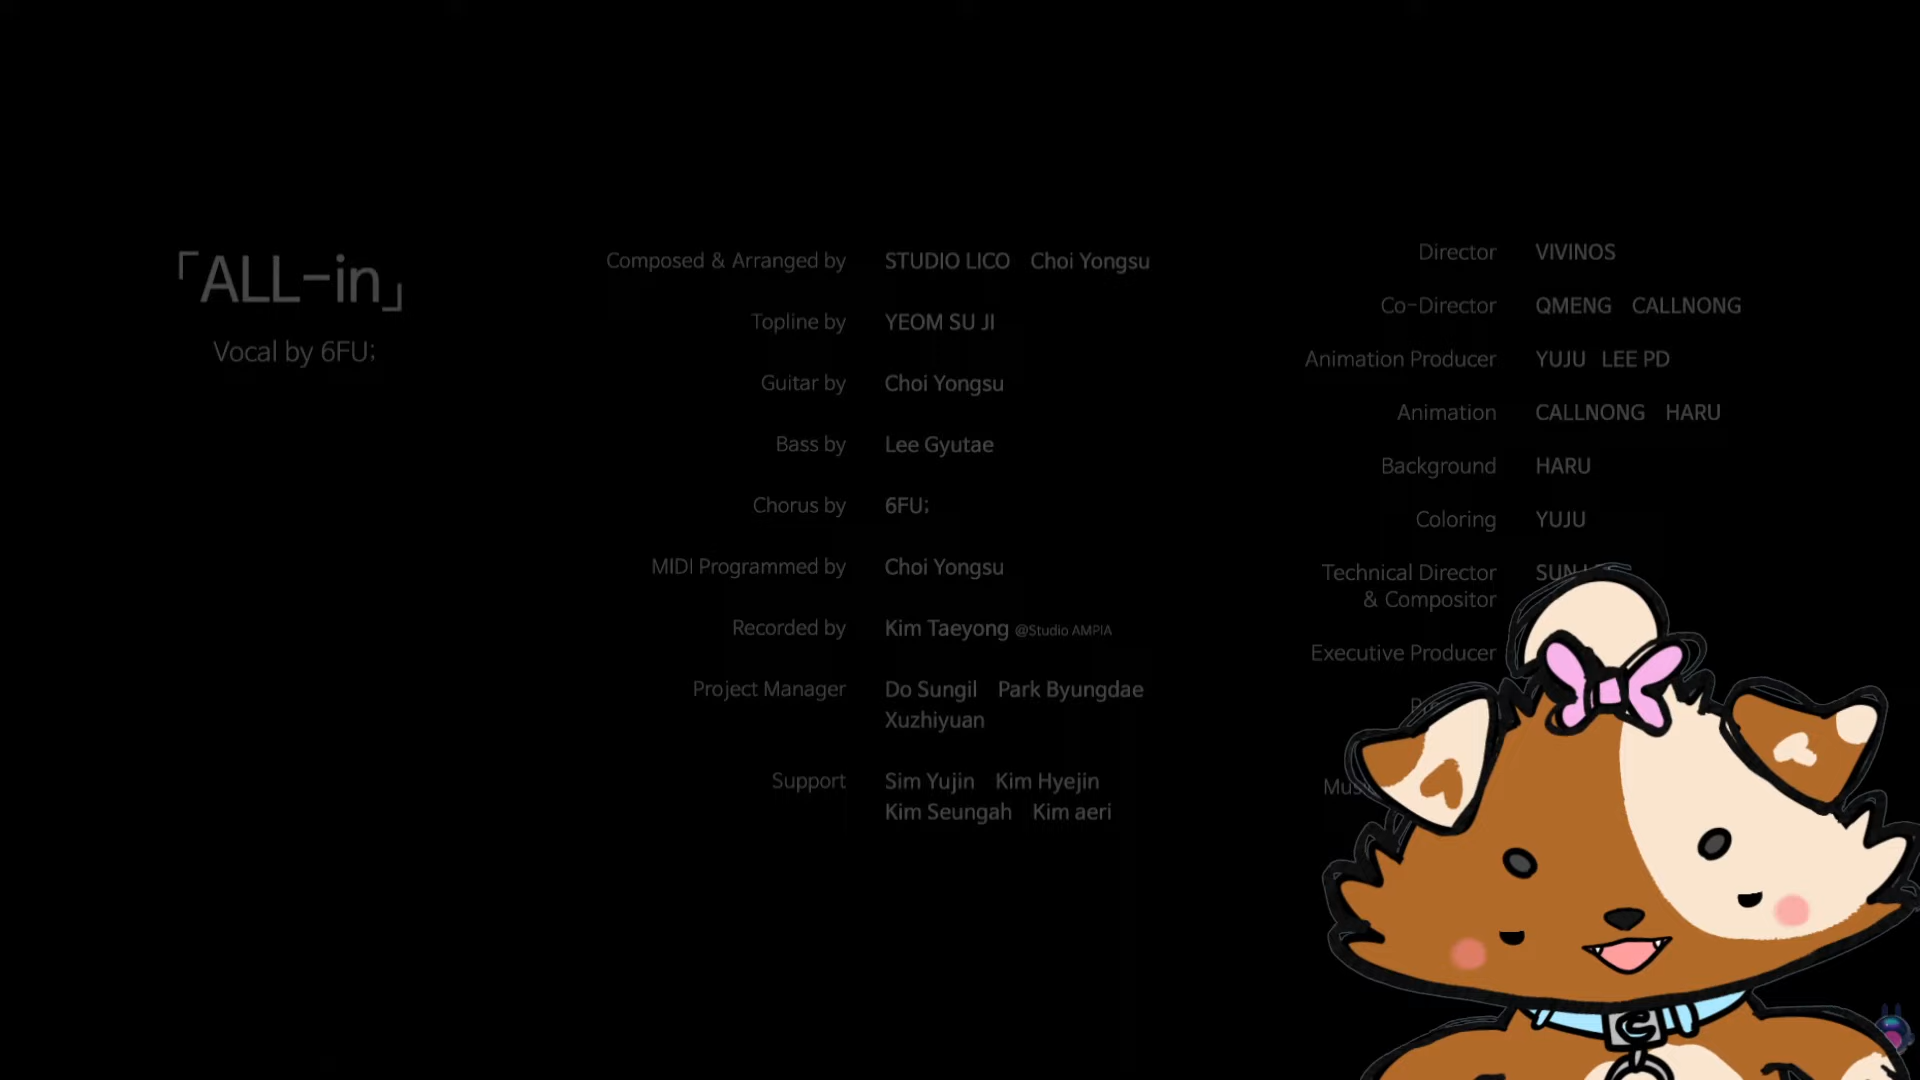 「ALL-in」
Vocal by 6FU;
Composed & Arranged by STUDIO LICO Choi Yongsu
Topline by YEOM SU JI
Guitar by Choi Yongsu
Bass by Lee Gyutae
Chorus by 6FU;
MIDI Programmed by Choi Yongsu
Recorded by Kim Taeyong @Studio AMPIA
Project Manager Do Sungil Park Byungdae
Xuzhiyuan
Support Sim Yujin Kim Hyejin
Kim Seungah Kim aeri
Director VIVINOS
Co-Director QMENG CALLNONG
Animation Producer YUJU LEE PD
Animation CALLNONG HARU
Background HARU
Coloring YUJU
Technical Director
& Compositor
Executive Producer
C